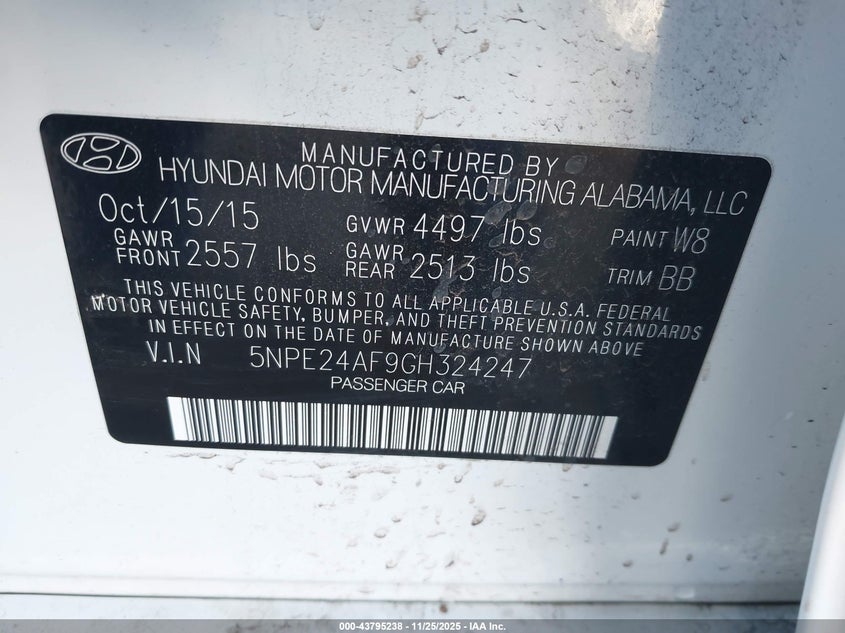 MANUFACTURED BY
HYUNDAI MOTOR MANUFACTURING ALABAMA, LLC
Oct/15/15 GVWR 4497 lbs PAINT W8
GAWR FRONT 2557 lbs GAWR REAR 2513 lbs TRIM BB
THIS VEHICLE CONFORMS TO ALL APPLICABLE U.S.A. FEDERAL
MOTOR VEHICLE SAFETY, BUMPER, AND THEFT PREVENTION STANDARDS
IN EFFECT ON THE DATE OF MANUFACTURE SHOWN ABOVE
V.I.N 5NPE24AF9GH324247
PASSENGER CAR
000-43795238 - 11/25/2025 - IAA Inc.